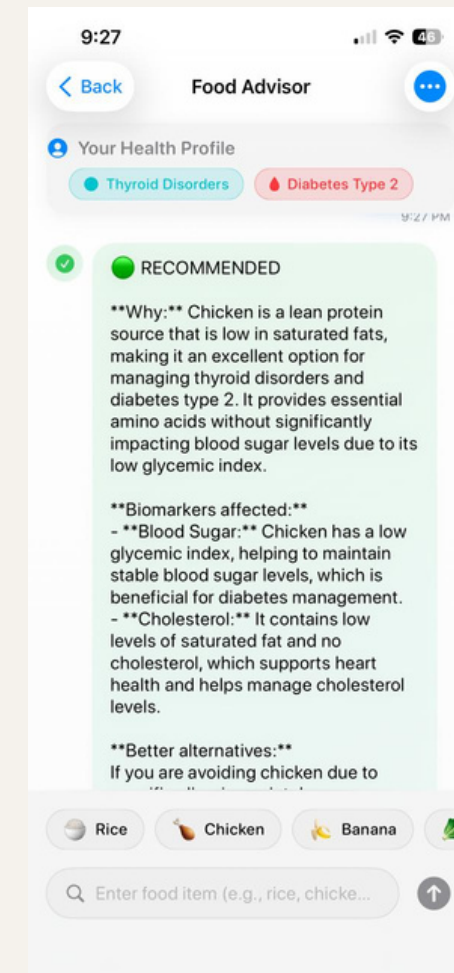 9:27
46
Back
Food Advisor
Your Health Profile
Thyroid Disorders
Diabetes Type 2
9:27 PM
RECOMMENDED
**Why:** Chicken is a lean protein
source that is low in saturated fats,
making it an excellent option for
managing thyroid disorders and
diabetes type 2. It provides essential
amino acids without significantly
impacting blood sugar levels due to its
low glycemic index.
**Biomarkers affected:**
- **Blood Sugar:** Chicken has a low
glycemic index, helping to maintain
stable blood sugar levels, which is
beneficial for diabetes management.
- **Cholesterol:** It contains low
levels of saturated fat and no
cholesterol, which supports heart
health and helps manage cholesterol
levels.
**Better alternatives:**
If you are avoiding chicken due to
Rice
Chicken
Banana
Enter food item (e.g., rice, chicke...